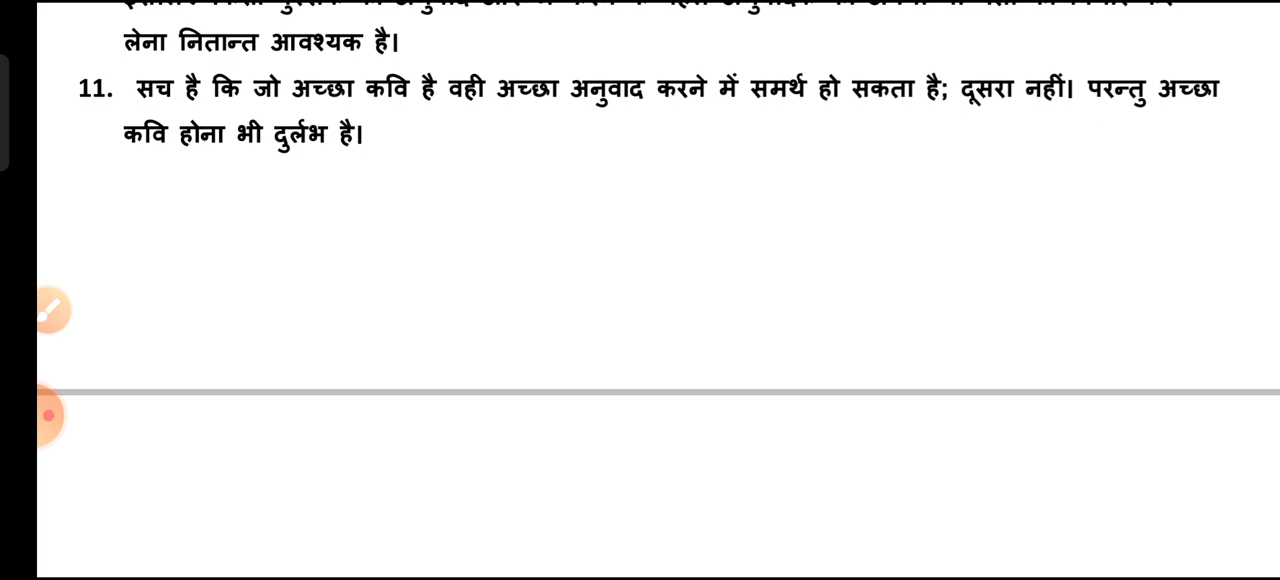 लेना नितान्त आवश्यक है।
11. सच है कि जो अच्छा कवि है वही अच्छा अनुवाद करने में समर्थ हो सकता है; दूसरा नहीं। परन्तु अच्छा
कवि होना भी दुर्लभ है।